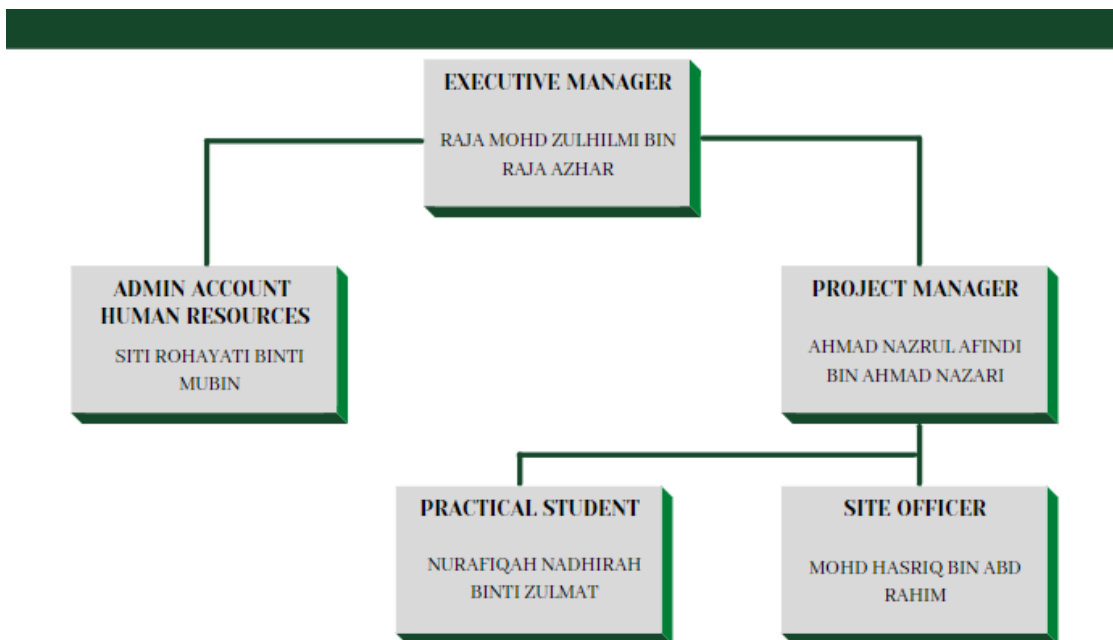 EXECUTIVE MANAGER
RAJA MOHD ZULHILMI BIN
RAJA AZHAR
ADMIN ACCOUNT
HUMAN RESOURCES
SITI ROHAYATI BINTI
MUBIN
PROJECT MANAGER
AHMAD NAZRUL AFINDI
BIN AHMAD NAZARI
PRACTICAL STUDENT
NURAFIQAH NADHIRAH
BINTI ZULMAT
SITE OFFICER
MOHD HASRIQ BIN ABD
RAHIM